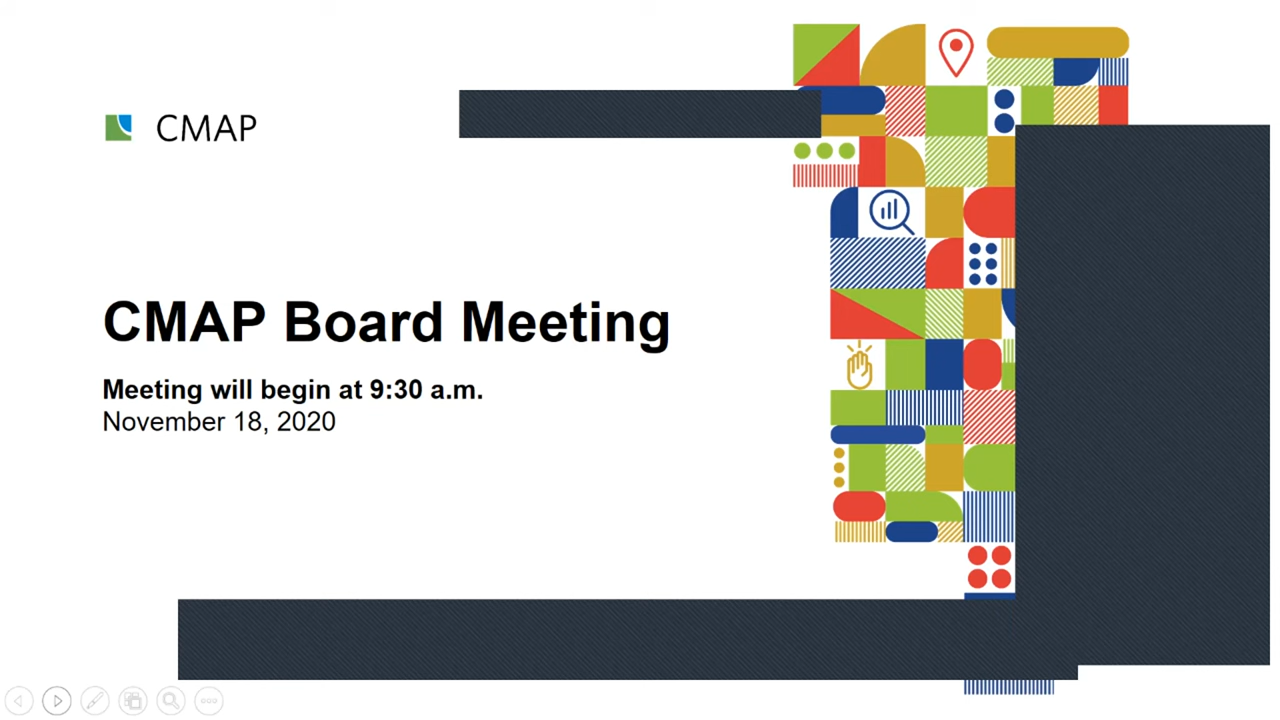 CMAP
CMAP Board Meeting
Meeting will begin at 9:30 a.m.
November 18, 2020